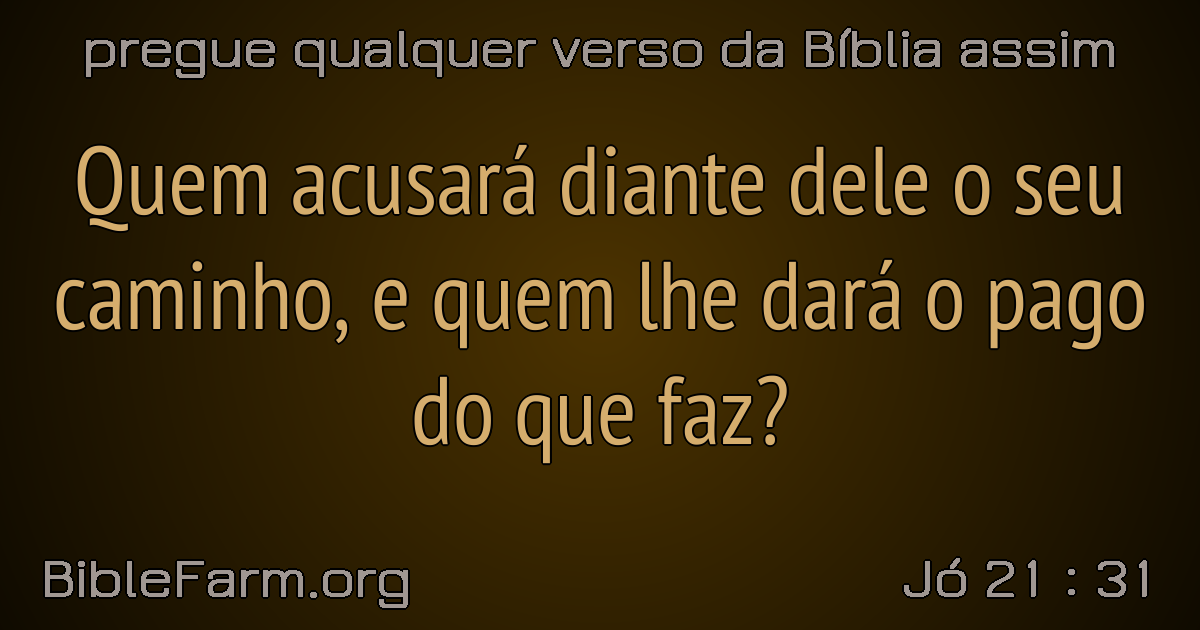 pregue qualquer verso da Bíblia assim
Quem acusará diante dele o seu
caminho, e quem lhe dará o pago
do que faz?
BibleFarm.org
Jó 21 : 31